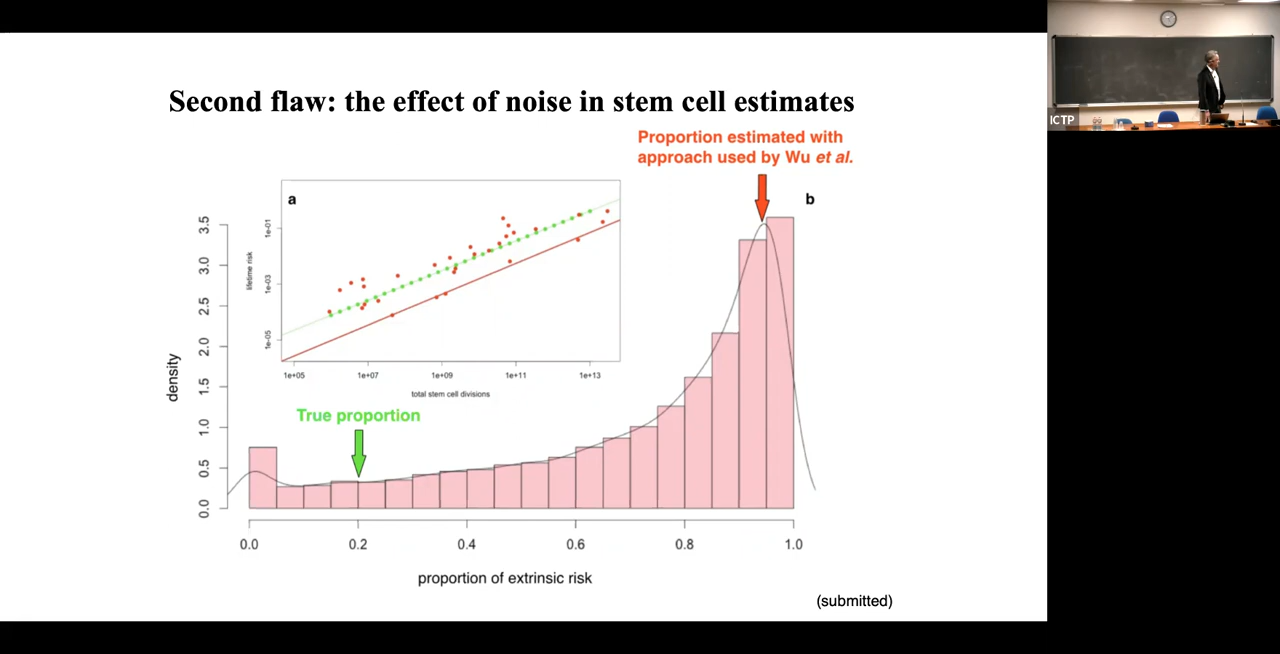 Second flaw: the effect of noise in stem cell estimates
ICTP
Proportion estimated with
approach used by Wu et al.
a
b
lifetime risk
1e-01
1e-03
1e-05
1e+05 1e+07 1e+09 1e+11 1e+13
total stem cell divisions
True proportion
density
3.5
3.0
2.5
2.0
1.5
1.0
0.5
0.0
0.0 0.2 0.4 0.6 0.8 1.0
proportion of extrinsic risk
(submitted)